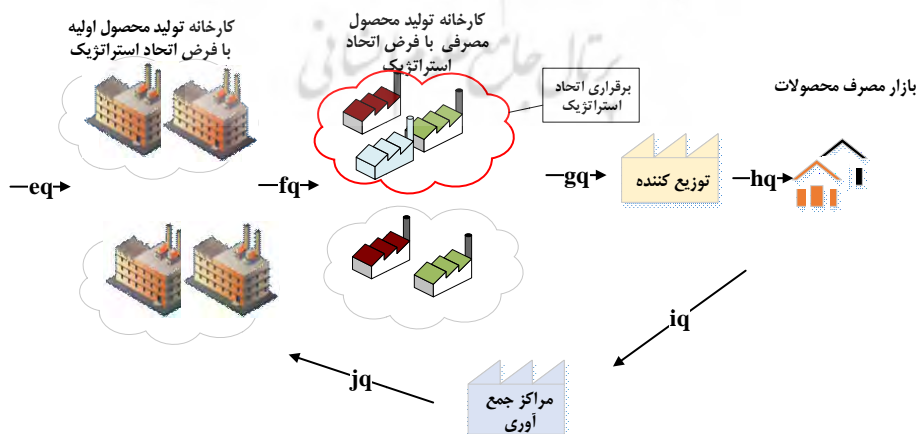 کارخانه تولید محصول اولیه
با فرض اتحاد استراتژیک
کارخانه تولید محصول
مصرفی با فرض اتحاد
استراتژیک
برقراری اتحاد
استراتژیک
بازار مصرف محصولات
eq
fq
gq
توزیع کننده
hq
iq
jq
مراکز جمع
آوری